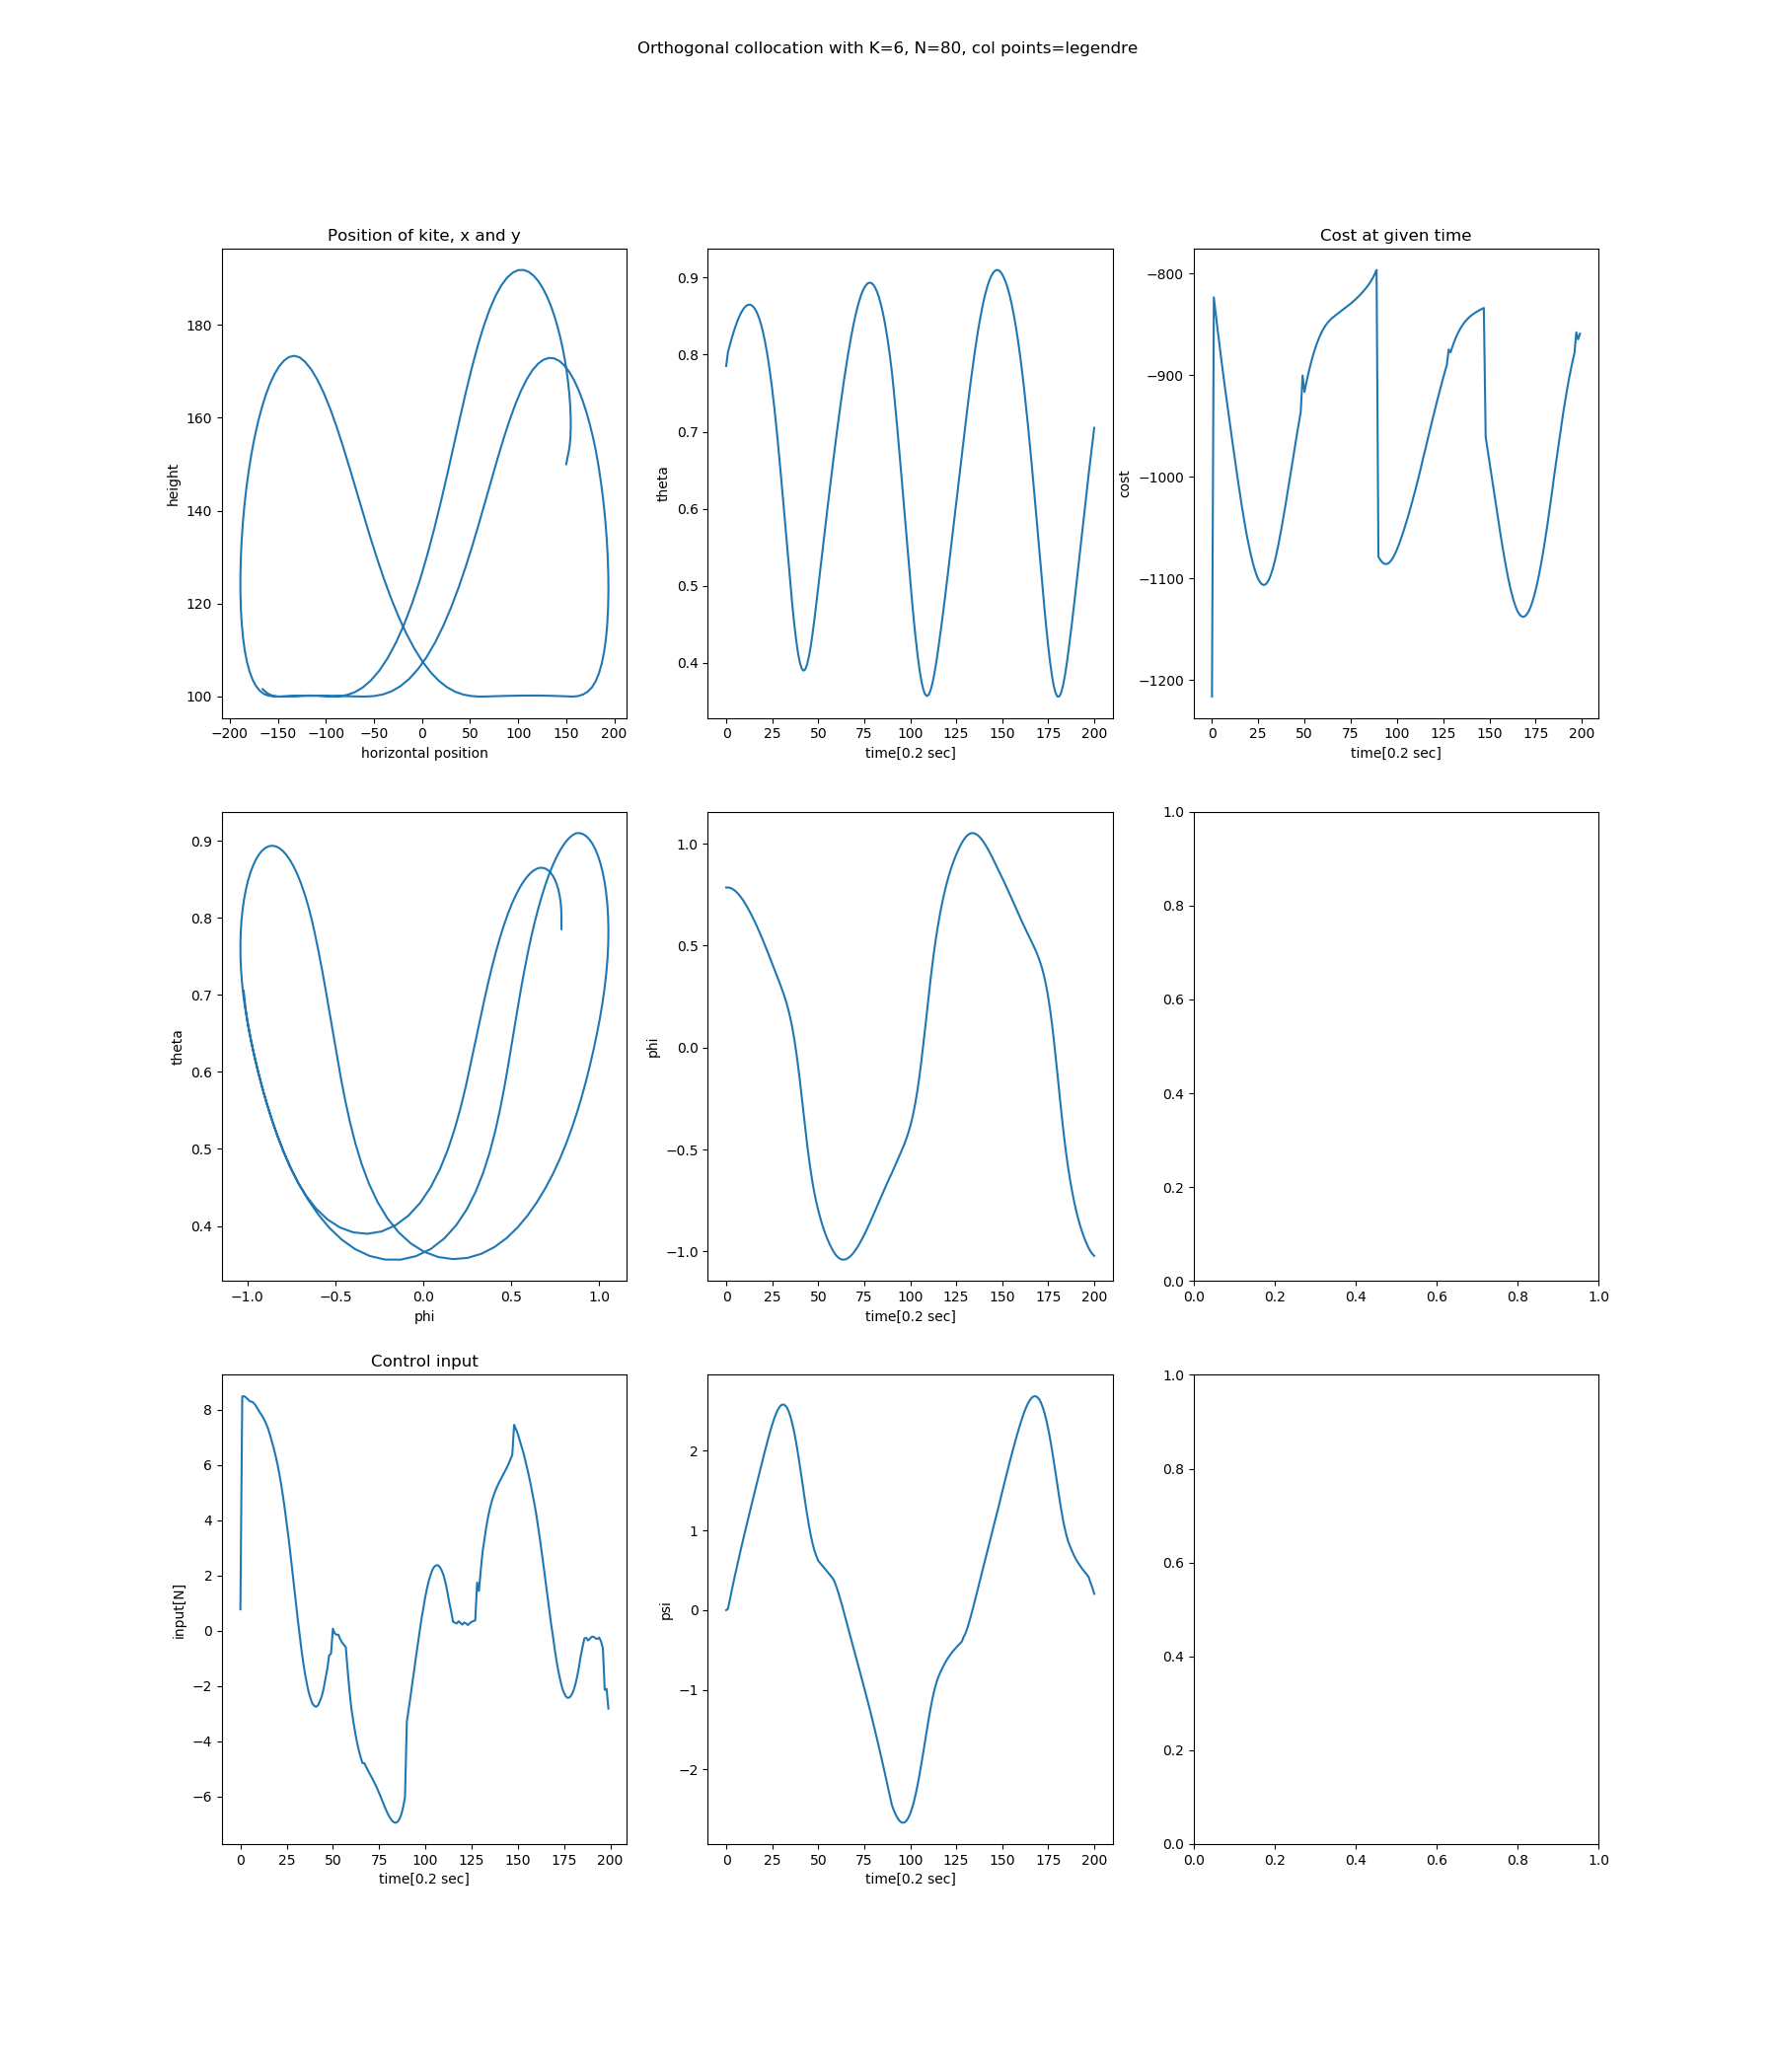 Orthogonal collocation with K=6, N=80, col points=legendre
Position of kite, x and y
height
180
160
140
120
100
−200 −150 −100 −50 0 50 100 150 200
horizontal position
theta
0.9
0.8
0.7
0.6
0.5
0.4
0 25 50 75 100 125 150 175 200
time[0.2 sec]
Cost at given time
cost
−800
−900
−1000
−1100
−1200
0 25 50 75 100 125 150 175 200
time[0.2 sec]
theta
0.9
0.8
0.7
0.6
0.5
0.4
−1.0 −0.5 0.0 0.5 1.0
phi
phi
1.0
0.5
0.0
−0.5
−1.0
0 25 50 75 100 125 150 175 200
time[0.2 sec]
1.0
0.8
0.6
0.4
0.2
0.0
0.0 0.2 0.4 0.6 0.8 1.0
Control input
input[N]
8
6
4
2
0
−2
−4
−6
0 25 50 75 100 125 150 175 200
time[0.2 sec]
psi
2
1
0
−1
−2
0 25 50 75 100 125 150 175 200
time[0.2 sec]
1.0
0.8
0.6
0.4
0.2
0.0
0.0 0.2 0.4 0.6 0.8 1.0